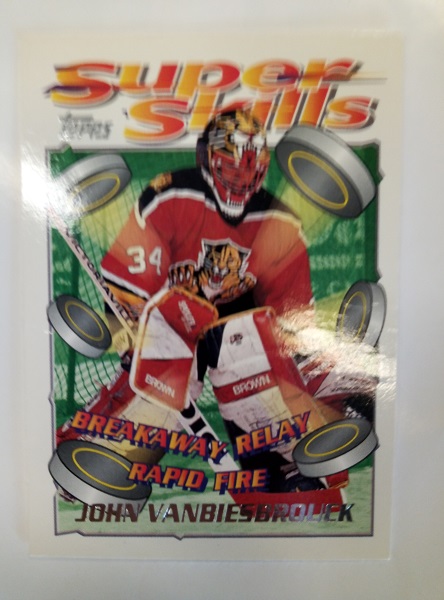 Super
Skills
TOPPS
34
BROWN
BROWN
BREAKAWAY RELAY
RAPID FIRE
JOHN VANBIESBROUCK